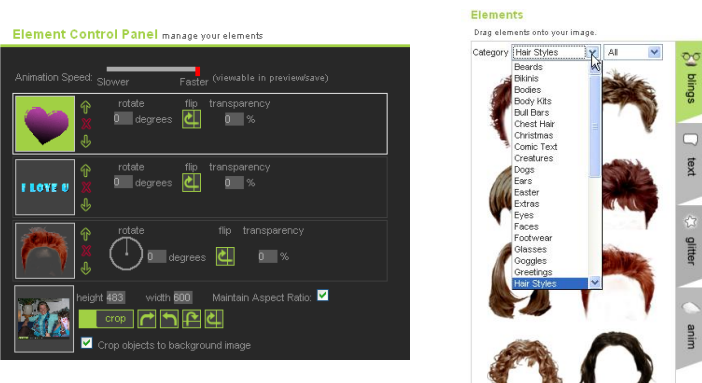 Element Control Panel manage your elements
Animation Speed: Slower Faster (viewable in preview/save)
rotate flip transparency
0 degrees 0 %
I LOVE U
rotate flip transparency
0 degrees 0 %
rotate flip transparency
0 degrees 0 %
height 483 width 600 Maintain Aspect Ratio:
crop
Crop objects to background image
Elements
Drag elements onto your image.
Category Hair Styles All
Beards
Bikinis
Bodies
Body Kits
Bull Bars
Chest Hair
Christmas
Comic Text
Creatures
Dogs
Ears
Easter
Extras
Eyes
Faces
Footwear
Glasses
Goggles
Greetings
Hair Styles
blings
text
glitter
anim